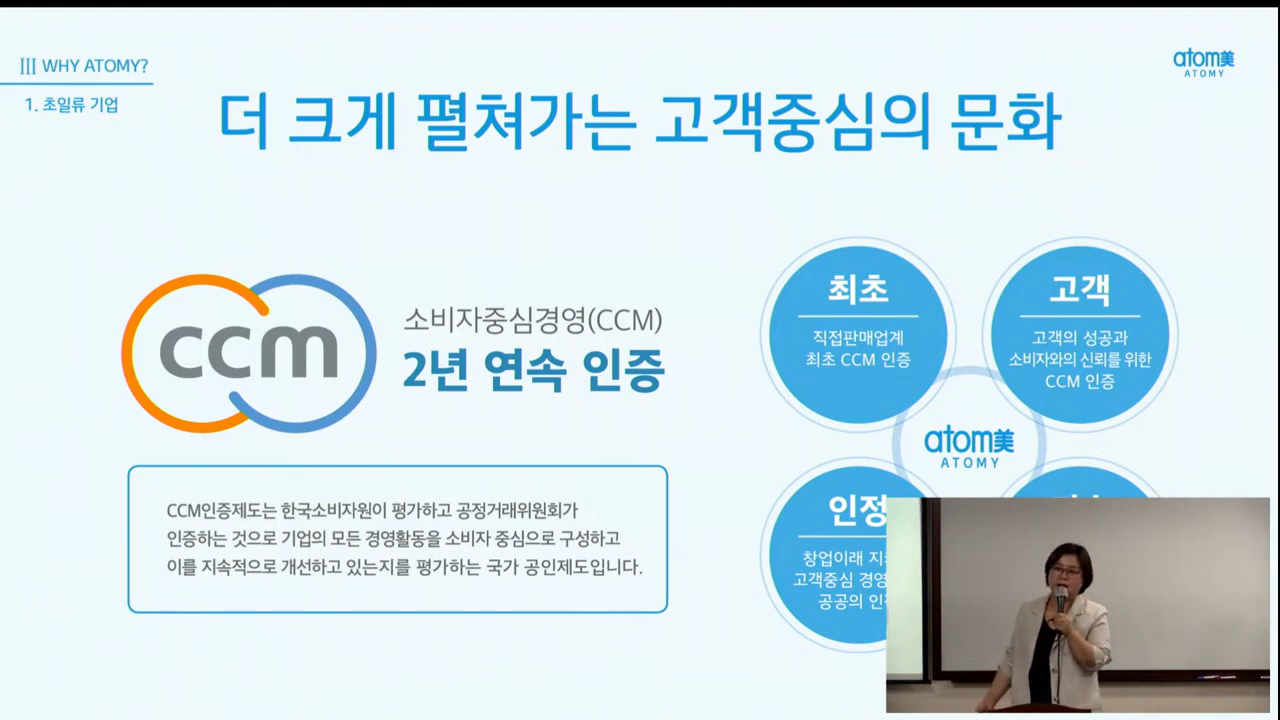 III WHY ATOMY?
1. 초일류 기업
atom美
ATOMY
더 크게 펼쳐가는 고객중심의 문화
ccm
소비자중심경영(CCM)
2년 연속 인증
CCM인증제도는 한국소비자원이 평가하고 공정거래위원회가
인증하는 것으로 기업의 모든 경영활동을 소비자 중심으로 구성하고
이를 지속적으로 개선하고 있는지를 평가하는 국가 공인제도입니다.
최초
직접판매업계
최초 CCM 인증
고객
고객의 성공과
소비자와의 신뢰를 위한
CCM 인증
atom美
ATOMY
인정
창업이래
고객중심 경영
공공의